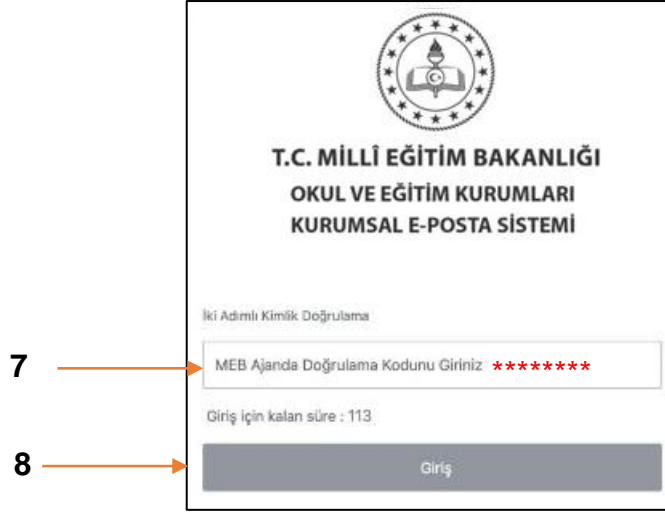 T.C. MİLLÎ EĞİTİM BAKANLIĞI
OKUL VE EĞİTİM KURUMLARI
KURUMSAL E-POSTA SİSTEMİ
İki Adımlı Kimlik Doğrulama
7 MEB Ajanda Doğrulama Kodunu Giriniz ********
Giriş için kalan süre : 113
8 Giriş